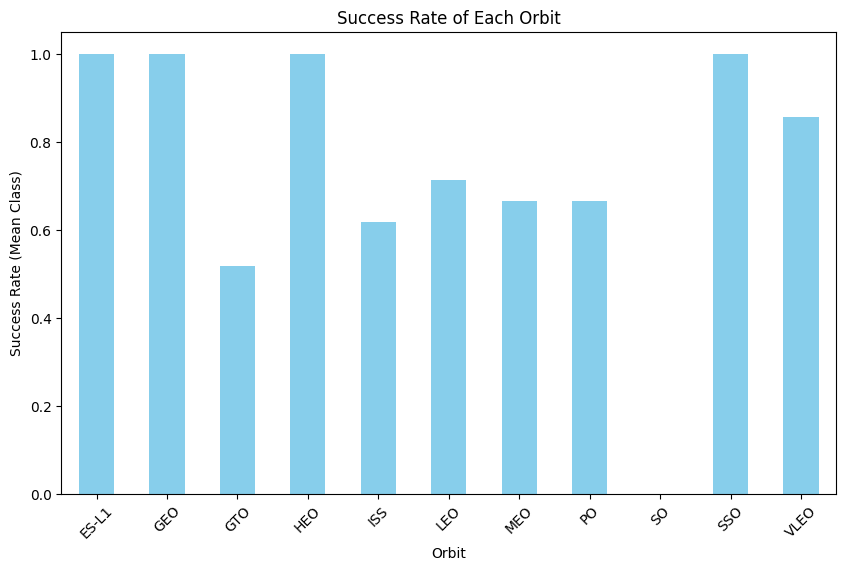 Success Rate of Each Orbit
Success Rate (Mean Class)
1.0
0.8
0.6
0.4
0.2
0.0
ES-L1
GEO
GTO
HEO
ISS
LEO
MEO
PO
SO
SSO
VLEO
Orbit